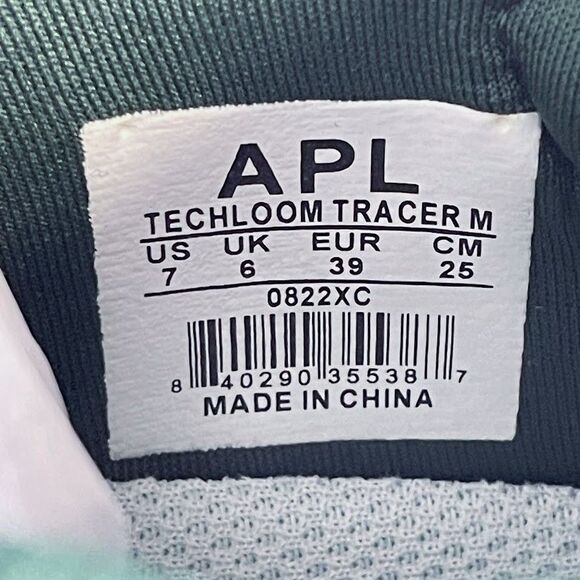 APL
TECHLOOM TRACER M
US UK EUR CM
7 6 39 25
0822XC
8 40290 35538 7
MADE IN CHINA